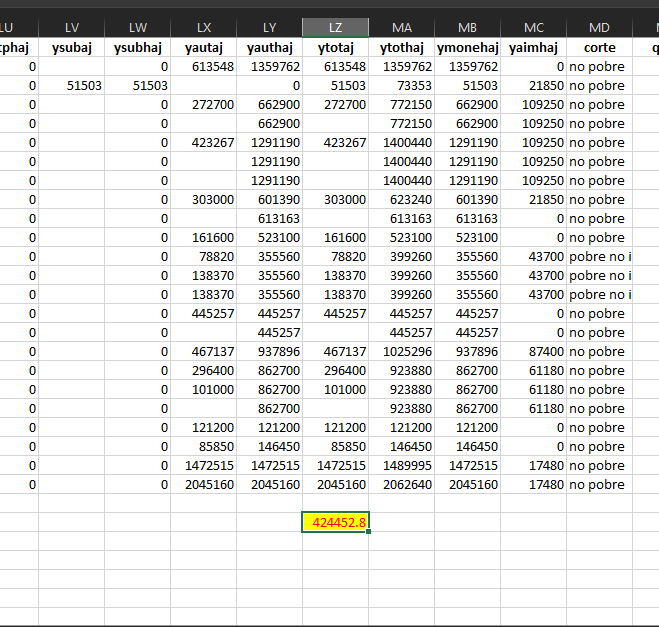 LU LV LW LX LY LZ MA MB MC MD
phaj ysubaj ysubhaj yautaj yauthaj ytotaj ytothaj ymonehaj yaimhaj corte q
0 0 613548 1359762 613548 1359762 1359762 0 no pobre
0 51503 51503 0 51503 73353 51503 21850 no pobre
0 0 272700 662900 272700 772150 662900 109250 no pobre
0 0 662900 772150 662900 109250 no pobre
0 0 423267 1291190 423267 1400440 1291190 109250 no pobre
0 0 1291190 1400440 1291190 109250 no pobre
0 0 1291190 1400440 1291190 109250 no pobre
0 0 303000 601390 303000 623240 601390 21850 no pobre
0 0 613163 613163 613163 0 no pobre
0 0 161600 523100 161600 523100 523100 0 no pobre
0 0 78820 355560 78820 399260 355560 43700 pobre no i
0 0 138370 355560 138370 399260 355560 43700 pobre no i
0 0 138370 355560 138370 399260 355560 43700 pobre no i
0 0 445257 445257 445257 445257 445257 0 no pobre
0 0 445257 445257 445257 0 no pobre
0 0 467137 937896 467137 1025296 937896 87400 no pobre
0 0 296400 862700 296400 923880 862700 61180 no pobre
0 0 101000 862700 101000 923880 862700 61180 no pobre
0 0 862700 923880 862700 61180 no pobre
0 0 121200 121200 121200 121200 121200 0 no pobre
0 0 85850 146450 85850 146450 146450 0 no pobre
0 0 1472515 1472515 1472515 1489995 1472515 17480 no pobre
0 0 2045160 2045160 2045160 2062640 2045160 17480 no pobre
424452.8